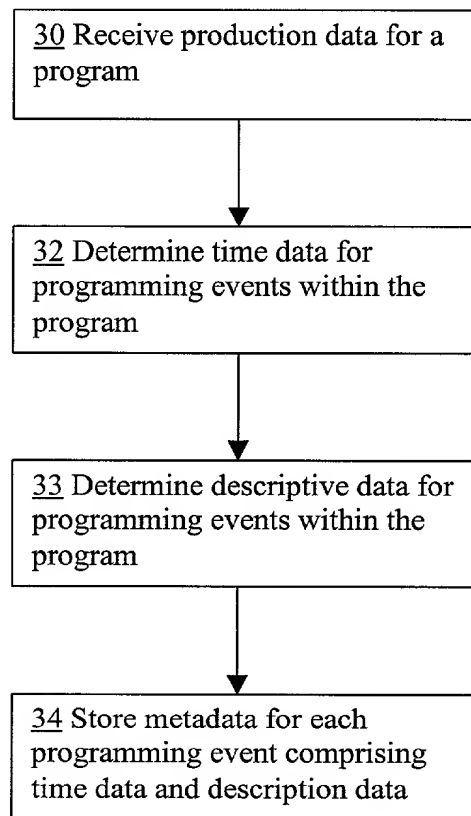 30 Receive production data for a
program
32 Determine time data for
programming events within the
program
33 Determine descriptive data for
programming events within the
program
34 Store metadata for each
programming event comprising
time data and description data